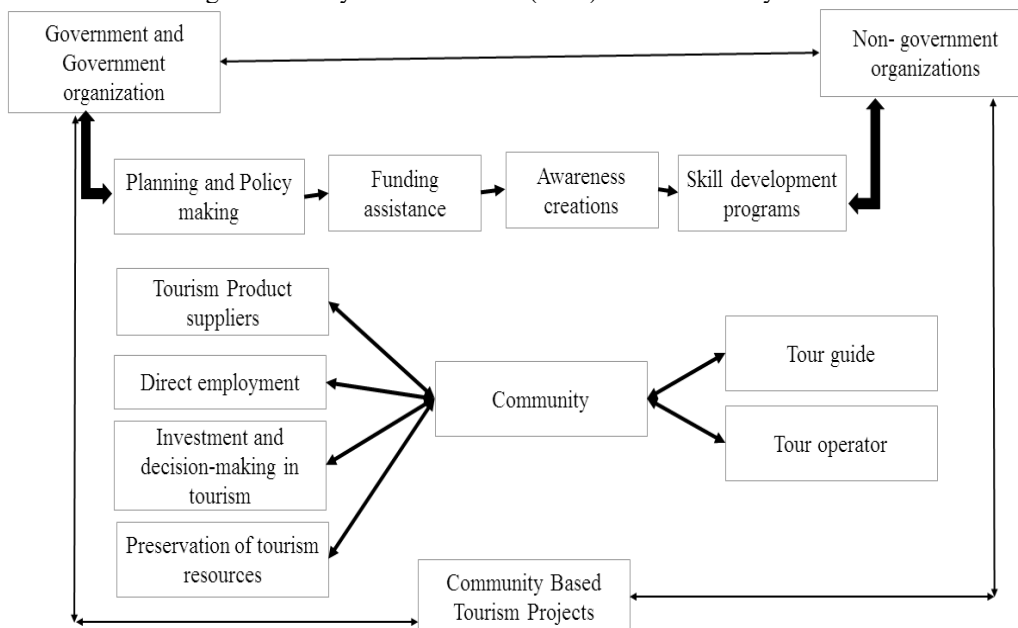 Government and
Government
organization
Non- government
organizations
Planning and Policy
making
Funding
assistance
Awareness
creations
Skill development
programs
Tourism Product
suppliers
Direct employment
Investment and
decision-making in
tourism
Preservation of tourism
resources
Community
Tour guide
Tour operator
Community Based
Tourism Projects